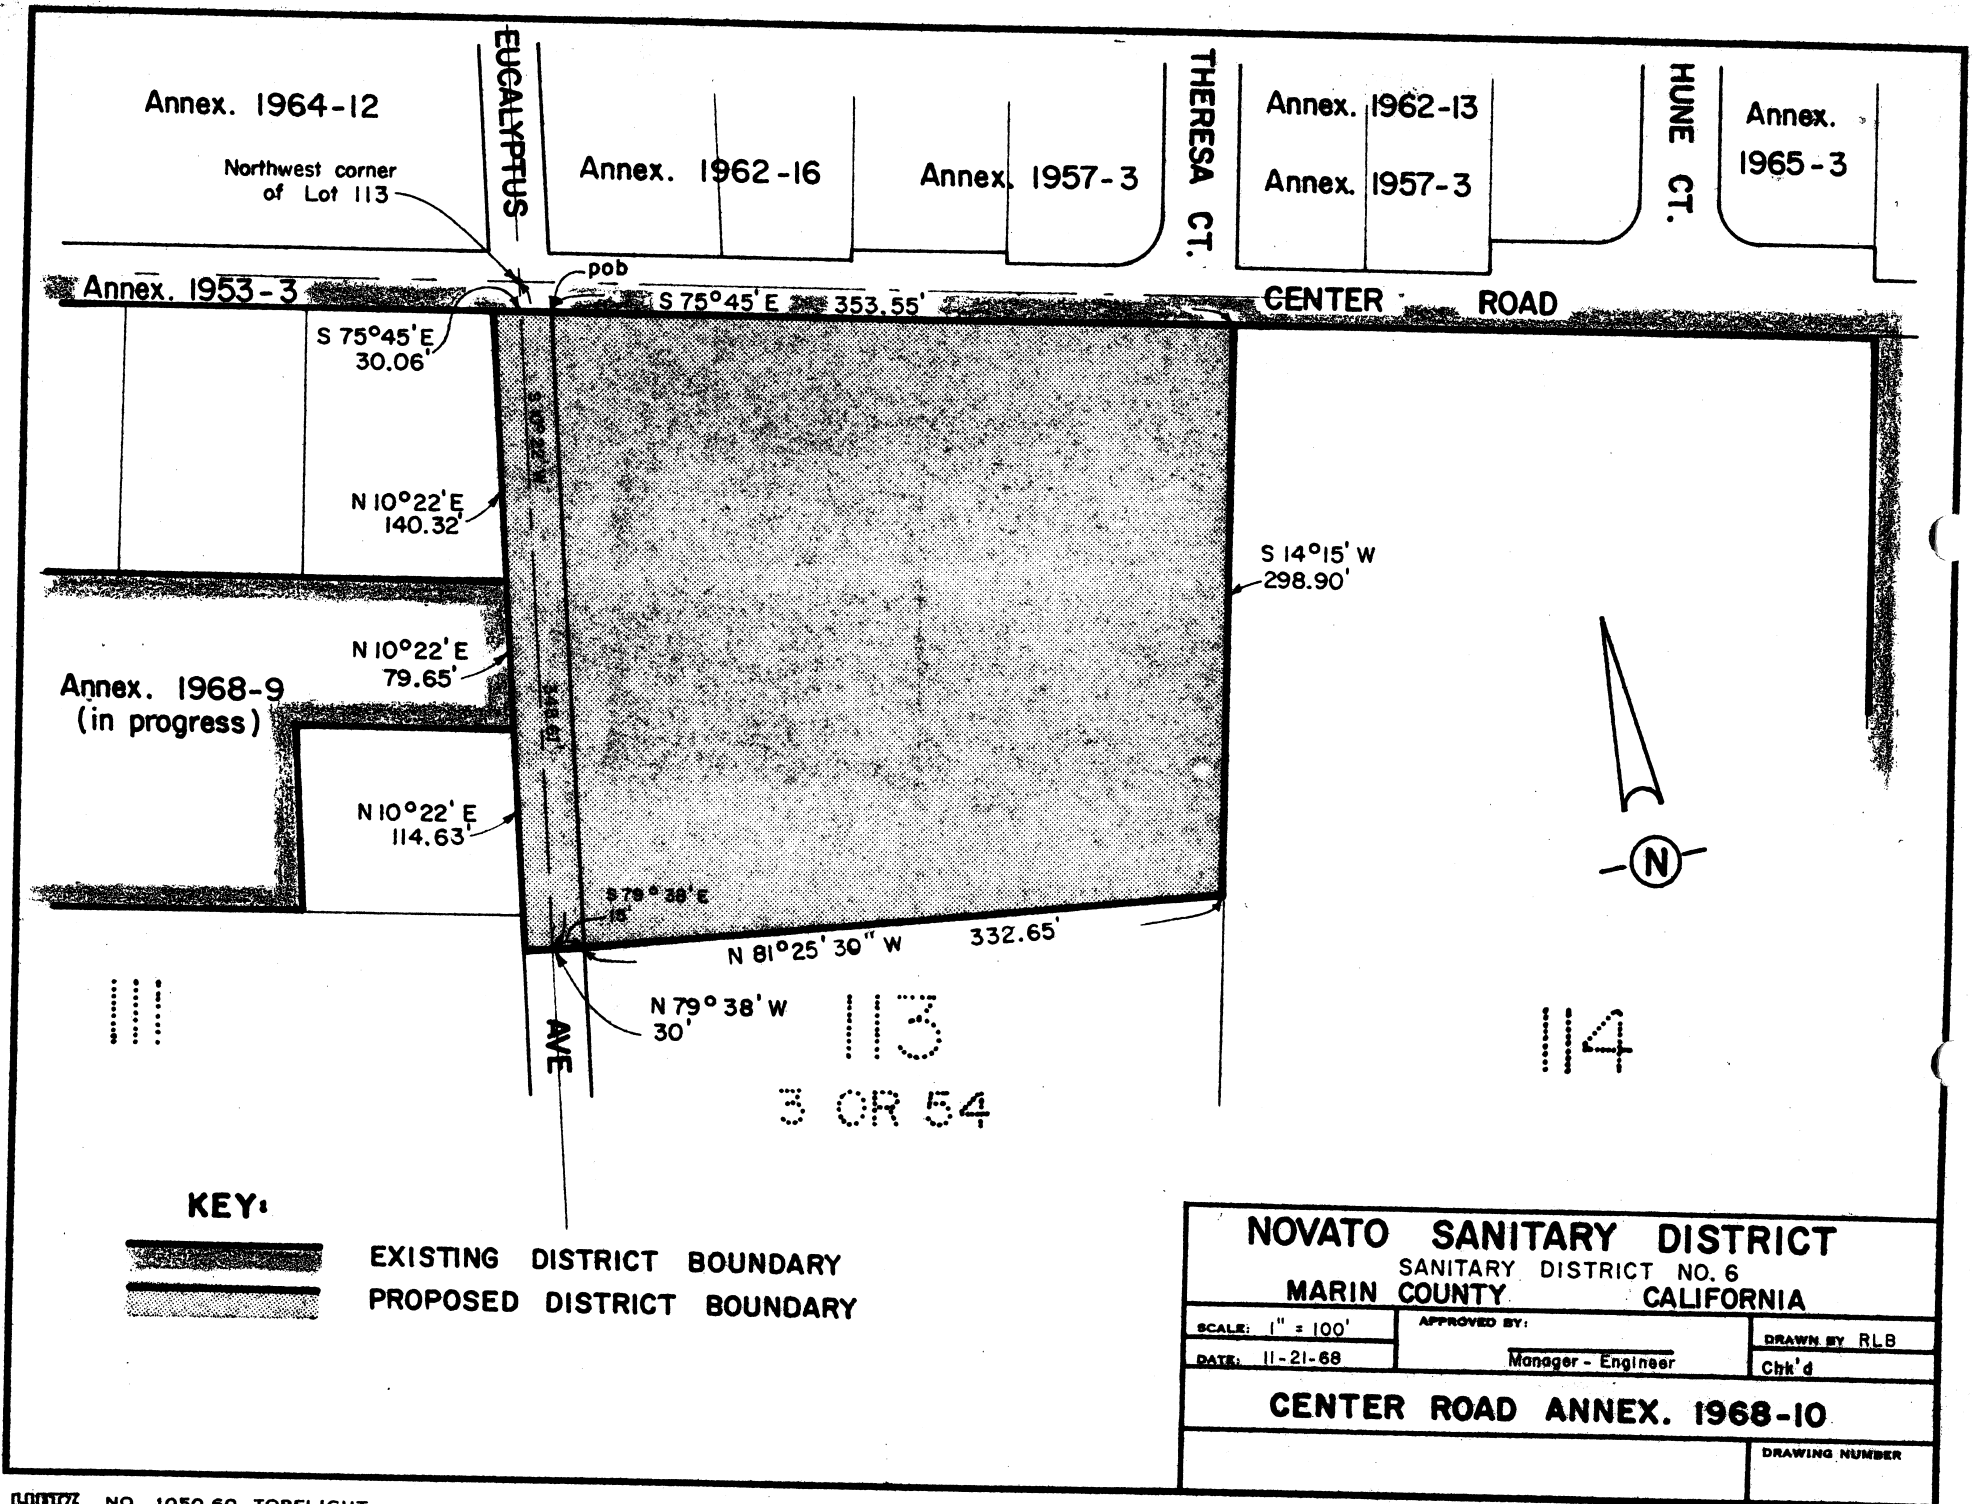 EUCALYPTUS
THERESA CT.
HUNE CT.
Annex. 1964-12
Northwest corner
of Lot 113
Annex. 1962-16
Annex. 1957-3
Annex. 1962-13
Annex. 1957-3
Annex.
1965-3
pob
Annex. 1953-3
S 75°45' E 353.55'
CENTER ROAD
S 75°45' E
30.06'
S 10°22' W
N 10°22' E
140.32'
S 14°15' W
298.90'
N 10°22' E
79.65'
Annex. 1968-9
(in progress)
N 10°22' E
114.63'
S 79° 38' E
15'
N 81°25' 30" W 332.65'
N 79° 38' W
30'
AVE
111
113
3 OR 54
114
N
KEY:
EXISTING DISTRICT BOUNDARY
PROPOSED DISTRICT BOUNDARY
NOVATO SANITARY DISTRICT
SANITARY DISTRICT NO. 6
MARIN COUNTY CALIFORNIA
SCALE: 1" = 100'
APPROVED BY:
DRAWN BY RLB
DATE: 11-21-68
Manager - Engineer
Chk'd
CENTER ROAD ANNEX. 1968-10
DRAWING NUMBER
NO. 1050-60 TOPFLIGHT